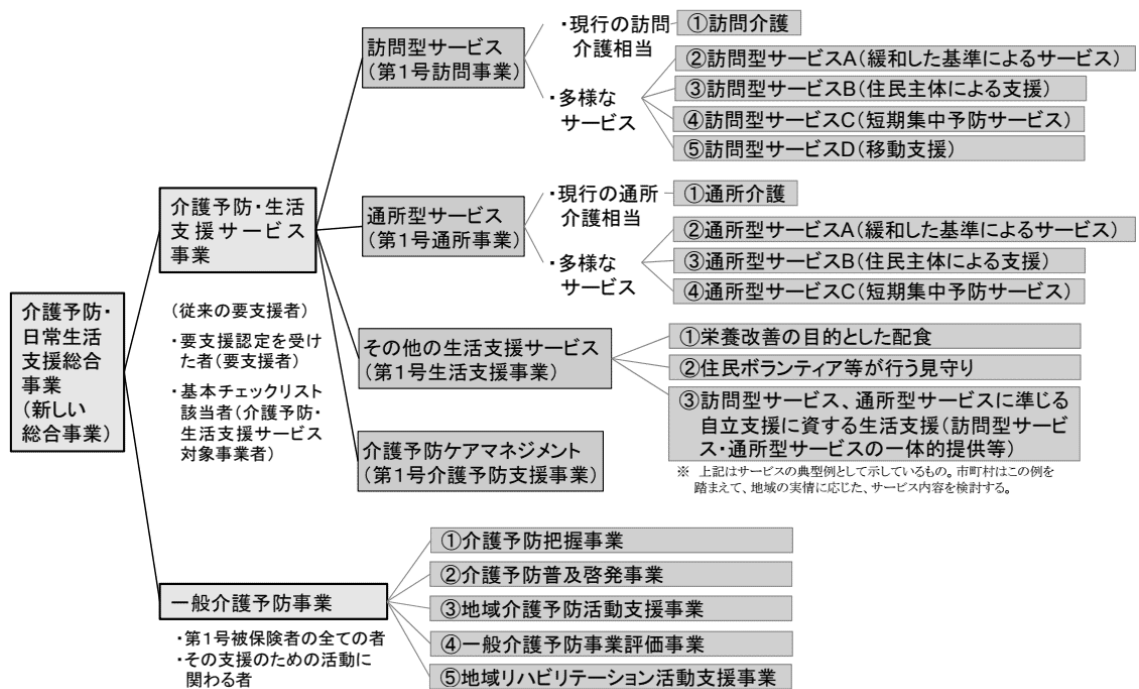 介護予防・
日常生活
支援総合
事業
(新しい
総合事業)
介護予防・生活
支援サービス
事業
(従来の要支援者)
・要支援認定を受け
た者(要支援者)
・基本チェックリスト
該当者(介護予防・
生活支援サービス
対象事業者)
訪問型サービス
(第1号訪問事業)
・現行の訪問
介護相当
①訪問介護
・多様な
サービス
②訪問型サービスA(緩和した基準によるサービス)
③訪問型サービスB(住民主体による支援)
④訪問型サービスC(短期集中予防サービス)
⑤訪問型サービスD(移動支援)
通所型サービス
(第1号通所事業)
・現行の通所
介護相当
①通所介護
・多様な
サービス
②通所型サービスA(緩和した基準によるサービス)
③通所型サービスB(住民主体による支援)
④通所型サービスC(短期集中予防サービス)
その他の生活支援サービス
(第1号生活支援事業)
①栄養改善の目的とした配食
②住民ボランティア等が行う見守り
③訪問型サービス、通所型サービスに準じる
自立支援に資する生活支援(訪問型サービ
ス・通所型サービスの一体的提供等)
※ 上記はサービスの典型例として示しているもの。市町村はこの例を
踏まえて、地域の実情に応じた、サービス内容を検討する。
介護予防ケアマネジメント
(第1号介護予防支援事業)
一般介護予防事業
・第1号被保険者の全ての者
・その支援のための活動に
関わる者
①介護予防把握事業
②介護予防普及啓発事業
③地域介護予防活動支援事業
④一般介護予防事業評価事業
⑤地域リハビリテーション活動支援事業